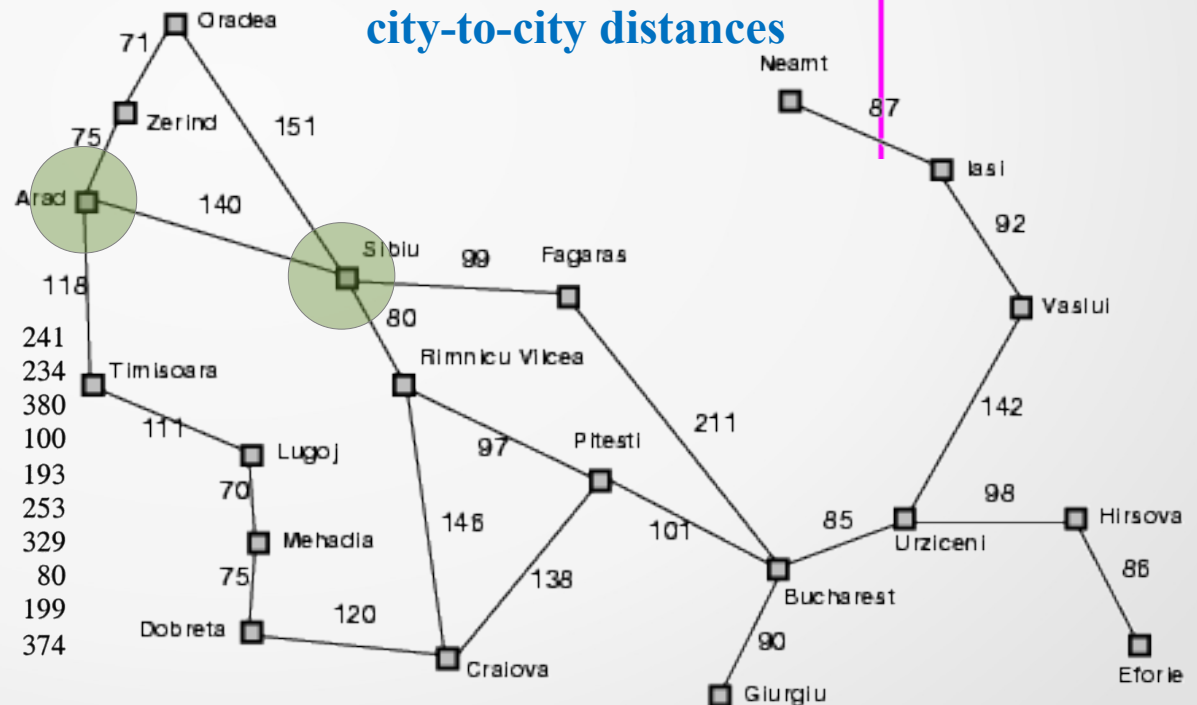 city-to-city distances
Oradea
71
Neamt
87
Zerind
151
75
Iasi
Arad
140
92
Sibiu
99
Fagaras
118
80
Vaslui
241
234
380
100
193
253
329
80
199
374
Timisoara
Rimnicu Vilcea
142
111
211
97
Pitesti
Lugoj
70
98
Hirsova
146
101
85
Urziceni
Mehadia
75
138
86
Bucharest
120
Dobreta
90
Craiova
Eforie
Giurgiu